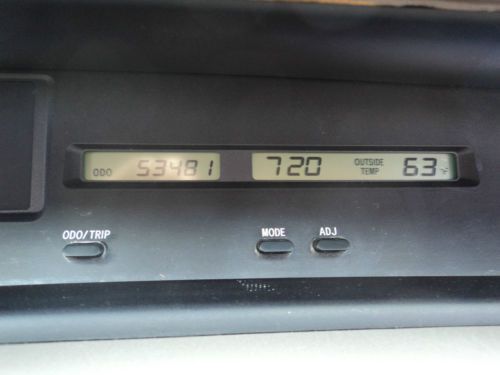 ODO 53481 720 OUTSIDE TEMP 63 °F
ODO/TRIP MODE ADJ